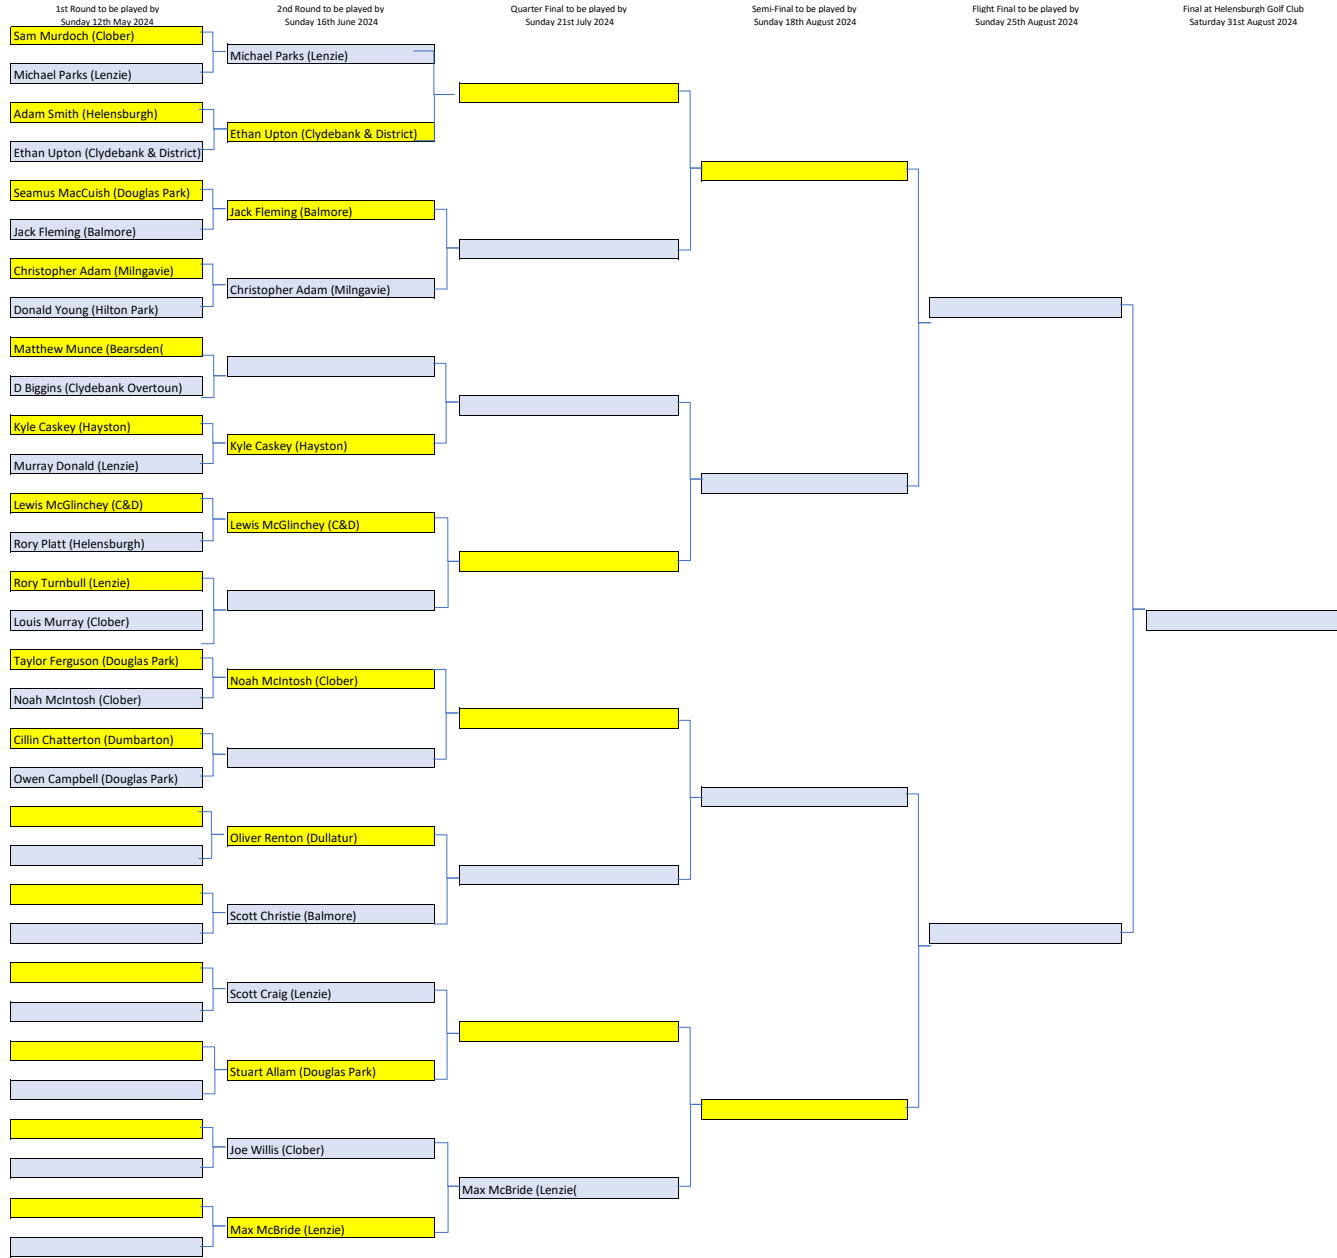 1st Round to be played by
Sunday 12th May 2024
2nd Round to be played by
Sunday 16th June 2024
Quarter Final to be played by
Sunday 21st July 2024
Semi-Final to be played by
Sunday 18th August 2024
Flight Final to be played by
Sunday 25th August 2024
Final at Helensburgh Golf Club
Saturday 31st August 2024
Sam Murdoch (Clober)
Michael Parks (Lenzie)
Adam Smith (Helensburgh)
Ethan Upton (Clydebank & District)
Seamus MacCuish (Douglas Park)
Jack Fleming (Balmore)
Christopher Adam (Milngavie)
Donald Young (Hilton Park)
Matthew Munce (Bearsden(
D Biggins (Clydebank Overtoun)
Kyle Caskey (Hayston)
Murray Donald (Lenzie)
Lewis McGlinchey (C&D)
Rory Platt (Helensburgh)
Rory Turnbull (Lenzie)
Louis Murray (Clober)
Taylor Ferguson (Douglas Park)
Noah McIntosh (Clober)
Cillin Chatterton (Dumbarton)
Owen Campbell (Douglas Park)
Michael Parks (Lenzie)
Ethan Upton (Clydebank & District)
Jack Fleming (Balmore)
Christopher Adam (Milngavie)
Kyle Caskey (Hayston)
Lewis McGlinchey (C&D)
Noah McIntosh (Clober)
Oliver Renton (Dullatur)
Scott Christie (Balmore)
Scott Craig (Lenzie)
Stuart Allam (Douglas Park)
Joe Willis (Clober)
Max McBride (Lenzie)
Max McBride (Lenzie(